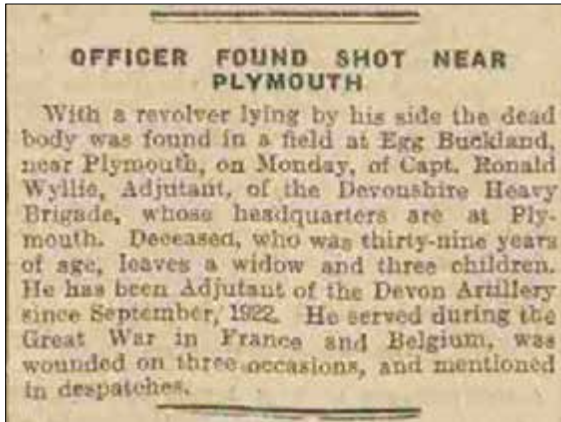 OFFICER FOUND SHOT NEAR
PLYMOUTH
With a revolver lying by his side the dead
body was found in a field at Egg Buckland,
near Plymouth, on Monday, of Capt. Ronald
Wyllie, Adjutant, of the Devonshire Heavy
Brigade, whose headquarters are at Ply-
mouth. Deceased, who was thirty-nine years
of age, leaves a widow and three children.
He has been Adjutant of the Devon Artillery
since September, 1922. He served during the
Great War in France and Belgium, was
wounded on three occasions, and mentioned
in despatches.